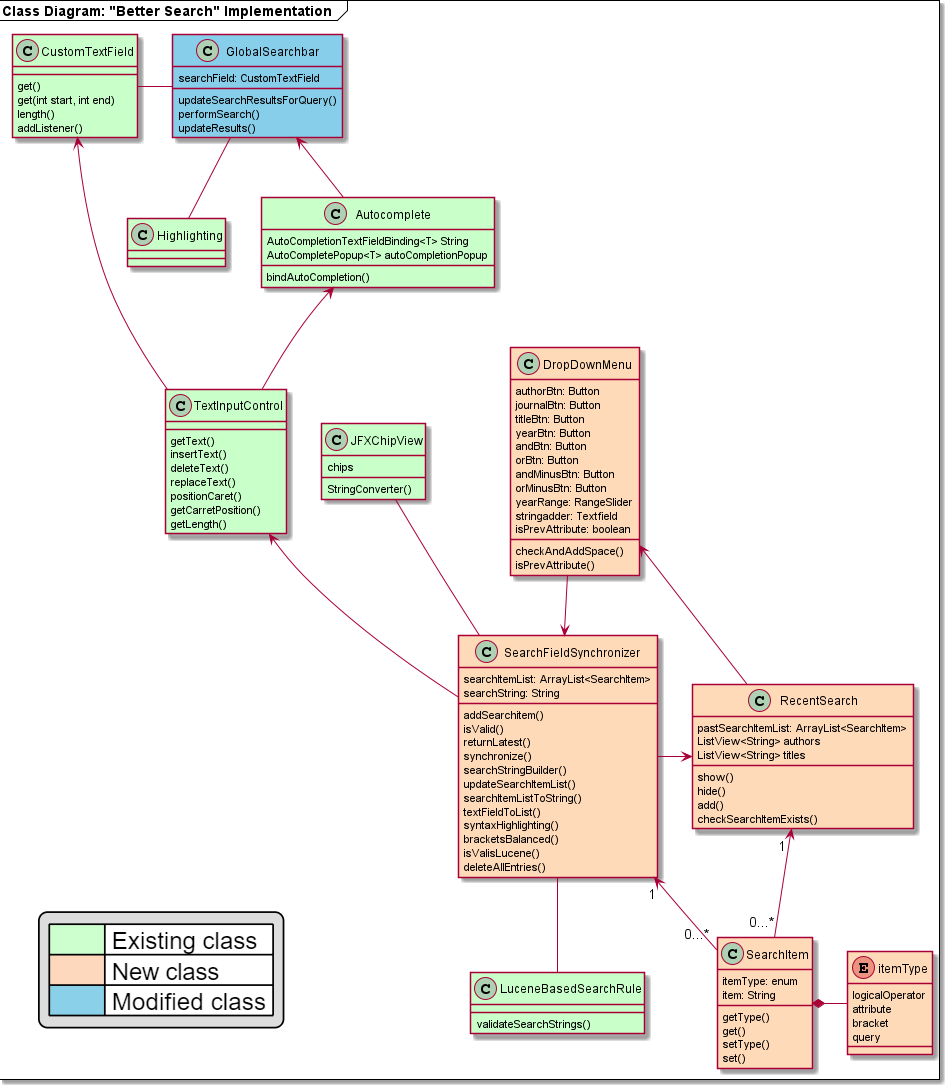 Class Diagram: "Better Search" Implementation
C CustomTextField
get()
get(int start, int end)
length()
addListener()
C GlobalSearchbar
searchField: CustomTextField
updateSearchResultsForQuery()
performSearch()
updateResults()
C Highlighting
C Autocomplete
AutoCompletionTextFieldBinding<T> String
AutoCompletePopup<T> autoCompletionPopup
bindAutoCompletion()
C TextInputControl
getText()
insertText()
deleteText()
replaceText()
positionCaret()
getCarretPosition()
getLength()
C JFXChipView
chips
StringConverter()
C DropDownMenu
authorBtn: Button
journalBtn: Button
titleBtn: Button
yearBtn: Button
andBtn: Button
orBtn: Button
andMinusBtn: Button
orMinusBtn: Button
yearRange: RangeSlider
stringadder: Textfield
isPrevAttribute: boolean
checkAndAddSpace()
isPrevAttribute()
C SearchFieldSynchronizer
searchItemList: ArrayList<SearchItem>
searchString: String
addSearchitem()
isValid()
returnLatest()
synchronize()
searchStringBuilder()
updateSearchItemList()
searchItemListToString()
textFieldToList()
syntaxHighlighting()
bracketsBalanced()
isValisLucene()
deleteAllEntries()
C RecentSearch
pastSearchItemList: ArrayList<SearchItem>
ListView<String> authors
ListView<String> titles
show()
hide()
add()
checkSearchItemExists()
1
0...*
1
0...*
C SearchItem
itemType: enum
item: String
getType()
get()
setType()
set()
E itemType
logicalOperator
attribute
bracket
query
C LuceneBasedSearchRule
validateSearchStrings()
Existing class
New class
Modified class